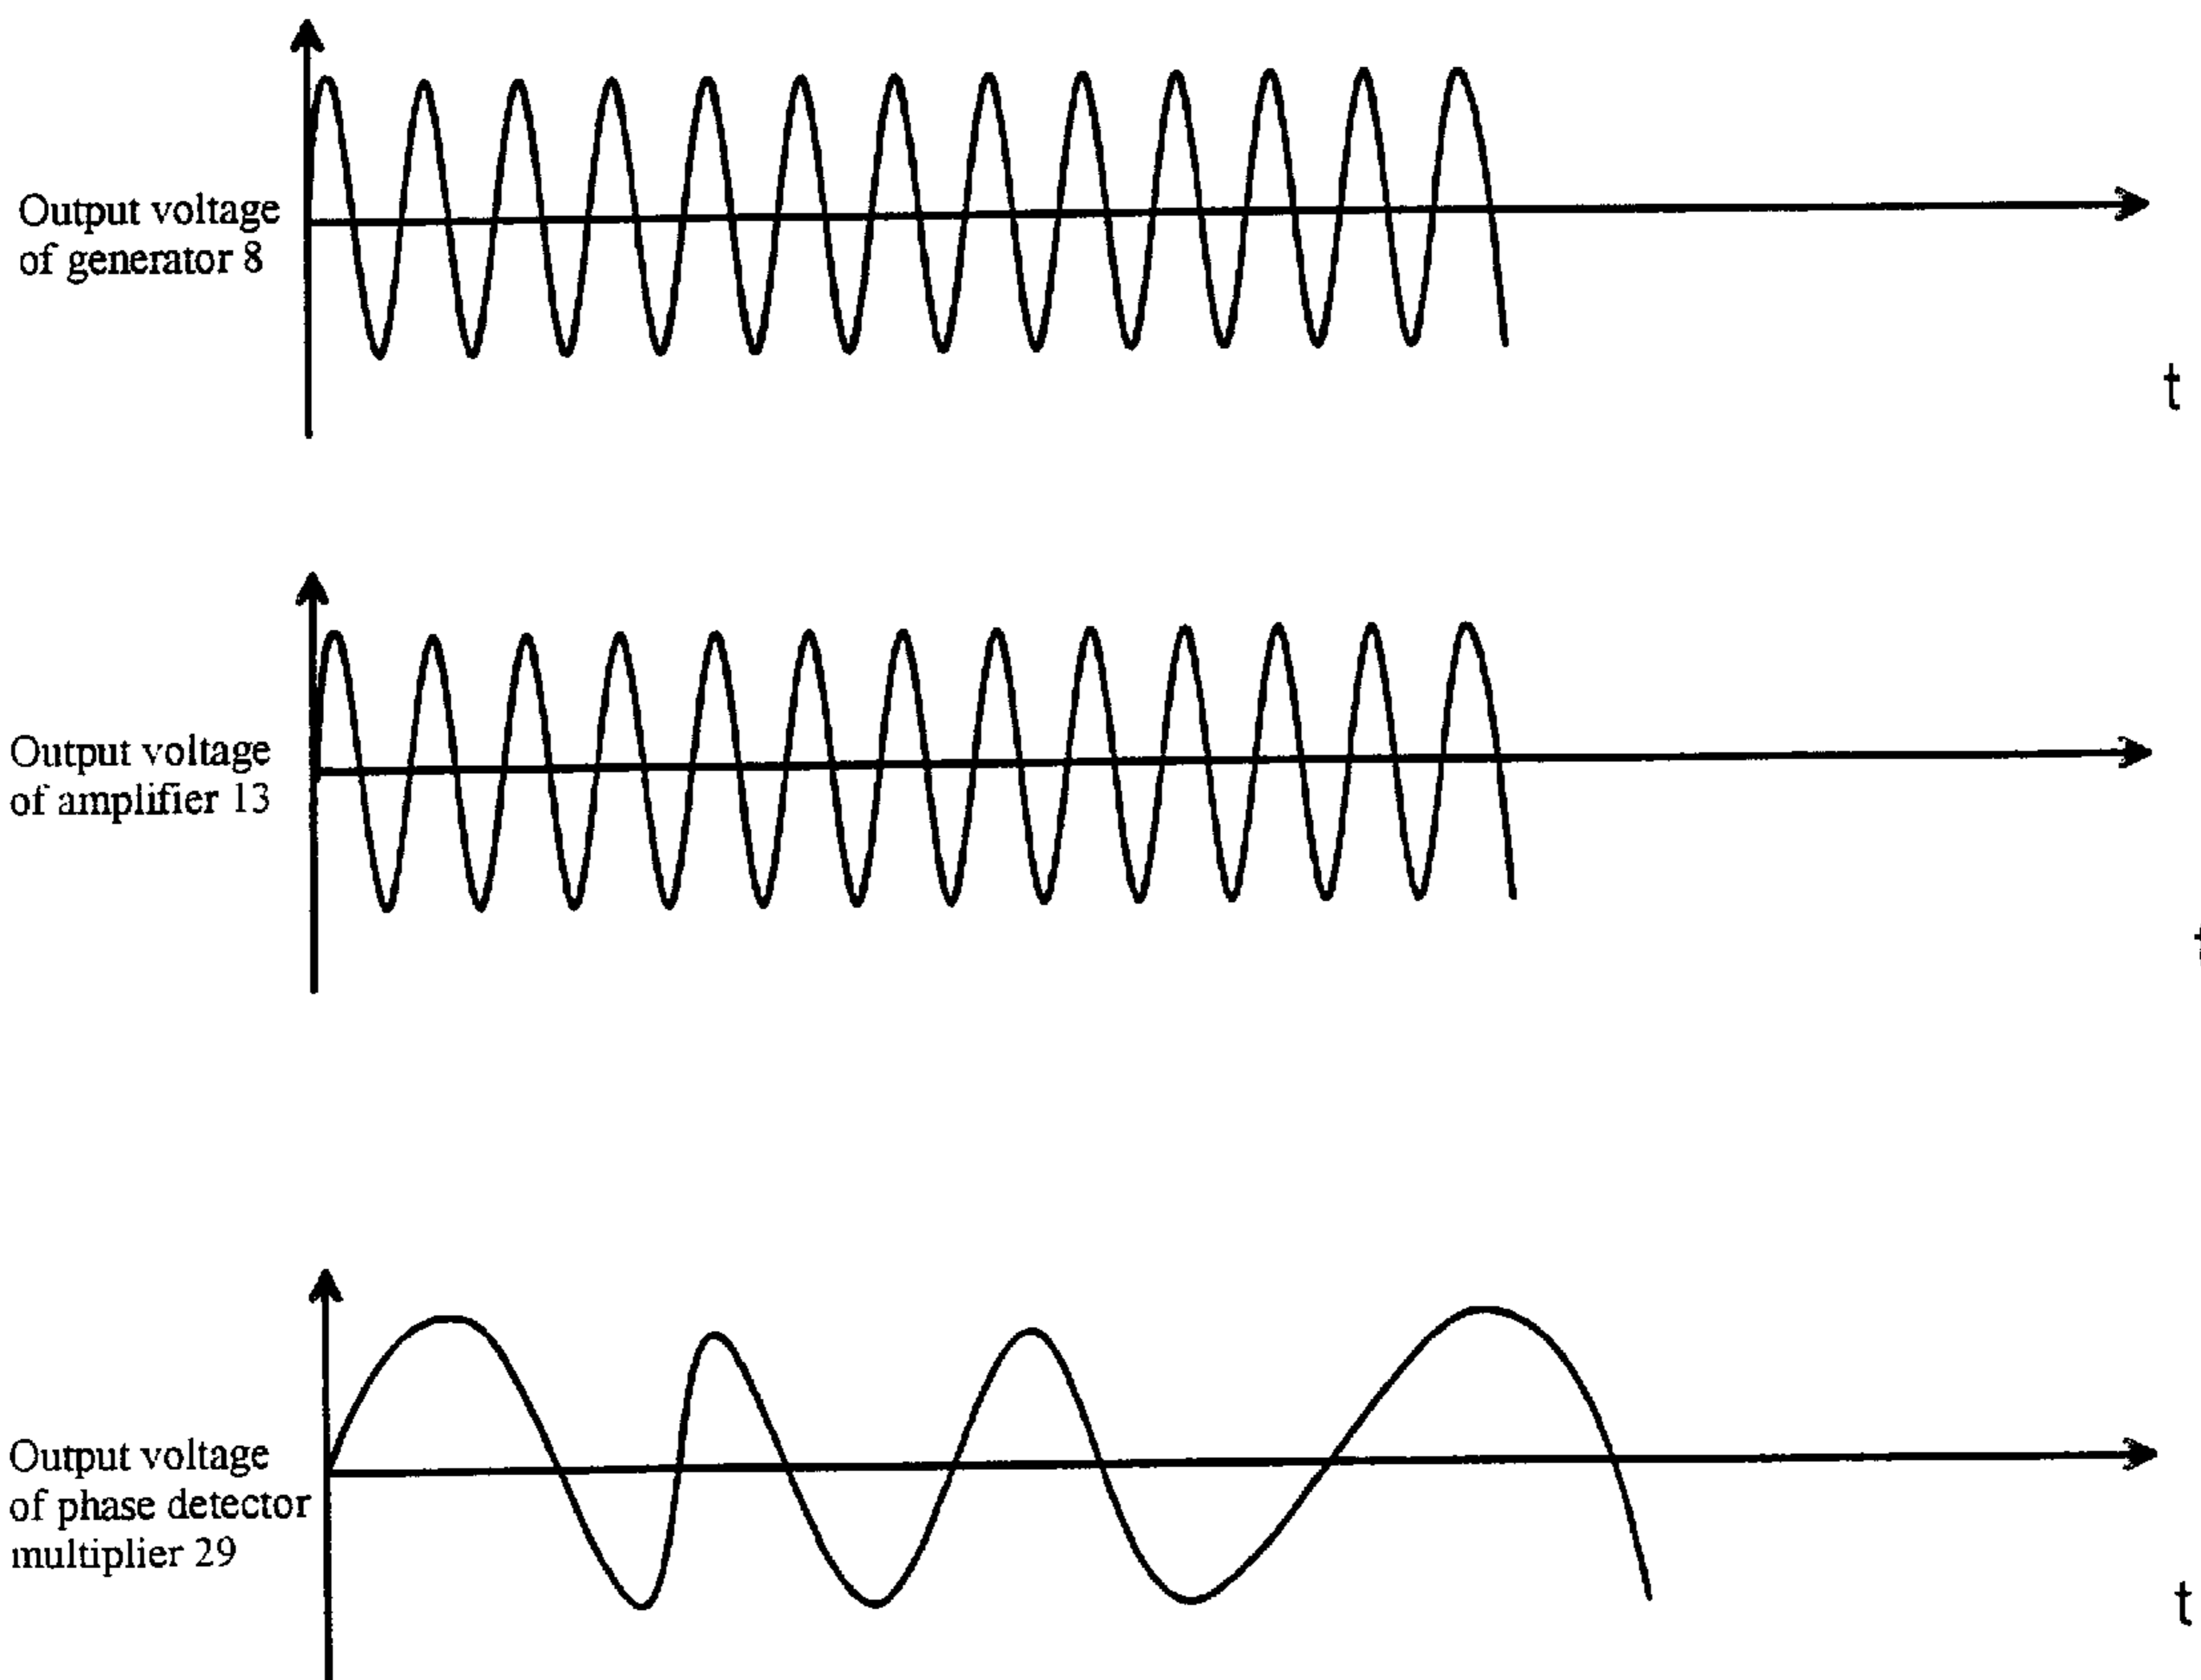 Output voltage
of generator 8
t
Output voltage
of amplifier 13
Output voltage
of phase detector
multiplier 29
t